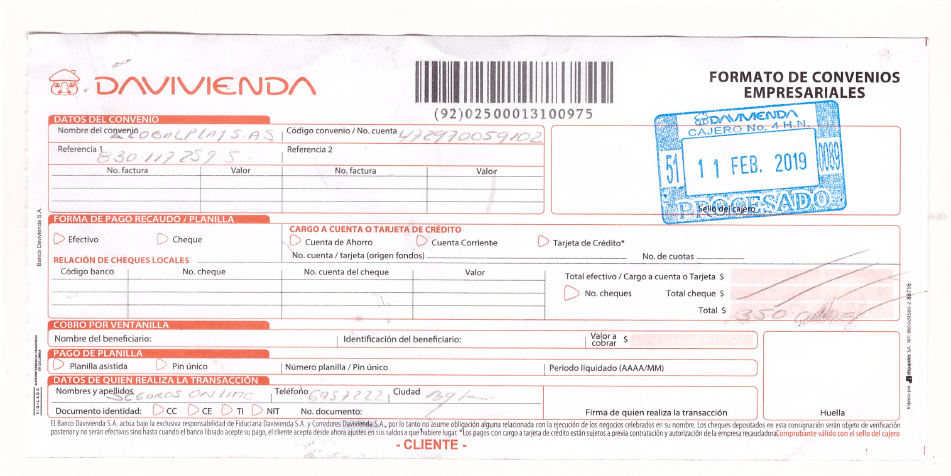 DAVIVIENDA
(92)02500013100975
FORMATO DE CONVENIOS
EMPRESARIALES
DATOS DEL CONVENIO
Nombre del convenio GLOBALPLAY S.A.S
Código convenio / No. cuenta 472970059102
Referencia 1 830117259 5
Referencia 2
No. factura Valor No. factura Valor
DAVIVIENDA
CAJERO No. 4 H.N.
51 11 FEB. 2019 0089
PROCESADO
Sello del cajero
FORMA DE PAGO RECAUDO / PLANILLA
Efectivo Cheque
CARGO A CUENTA O TARJETA DE CRÉDITO
Cuenta de Ahorro Cuenta Corriente Tarjeta de Crédito*
No. cuenta / tarjeta (origen fondos) No. de cuotas
RELACIÓN DE CHEQUES LOCALES
Código banco No. cheque No. cuenta del cheque Valor
Total efectivo / Cargo a cuenta o Tarjeta $
No. cheques Total cheque $
Total $ 350
COBRO POR VENTANILLA
Nombre del beneficiario: Identificación del beneficiario: Valor a cobrar $
PAGO DE PLANILLA
Planilla asistida Pin único Número planilla / Pin único Periodo liquidado (AAAA/MM)
DATOS DE QUIEN REALIZA LA TRANSACCIÓN
Nombres y apellidos Online Teléfono 6957222 Ciudad
Documento identidad: CC CE TI NIT No. documento:
Firma de quien realiza la transacción
Huella
El Banco Davivienda S.A. actúa bajo la exclusiva responsabilidad de Fiduciaria Davivienda S.A. y Corredores Davivienda S.A., por lo tanto no asume obligación alguna relacionada con la ejecución de los negocios celebrados en su nombre. Los cheques depositados en esta consignación serán objeto de verificación
posterior y no serán efectivos sino hasta cuando el banco librado acepte su pago, el cliente acepta desde ahora ajustes en sus saldos a que hubiere lugar. *Los pagos con cargo a tarjeta de crédito están sujetos a previa contratación y autorización de la empresa recaudadora. Comprobante válido con el sello del cajero
- CLIENTE -
Banco Davivienda S.A.
VIGILADO